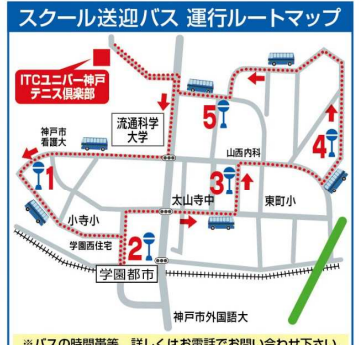 スクール送迎バス 運行ルートマップ
ITCユニバー神戸
テニス倶楽部
流通科学
大学
神戸市
看護大
5
4
山西内科
1
3
太山寺中
東町小
小寺小
学園西住宅
2
学園都市
神戸市外国語大
※バスの時間帯等、詳しくはお電話でお問い合わせ下さい